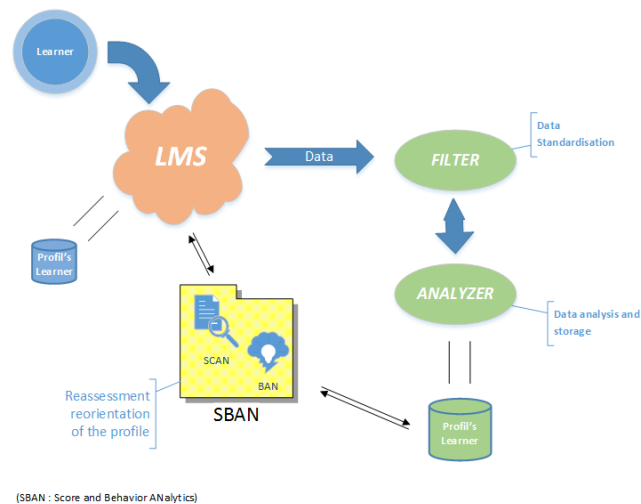 Learner
LMS
Data
FILTER
Data
Standardisation
Profil's
Learner
ANALYZER
Data analysis and
storage
SCAN
BAN
SBAN
Reassessment
reorientation
of the profile
Profil's
Learner
(SBAN : Score and Behavior ANalytics)